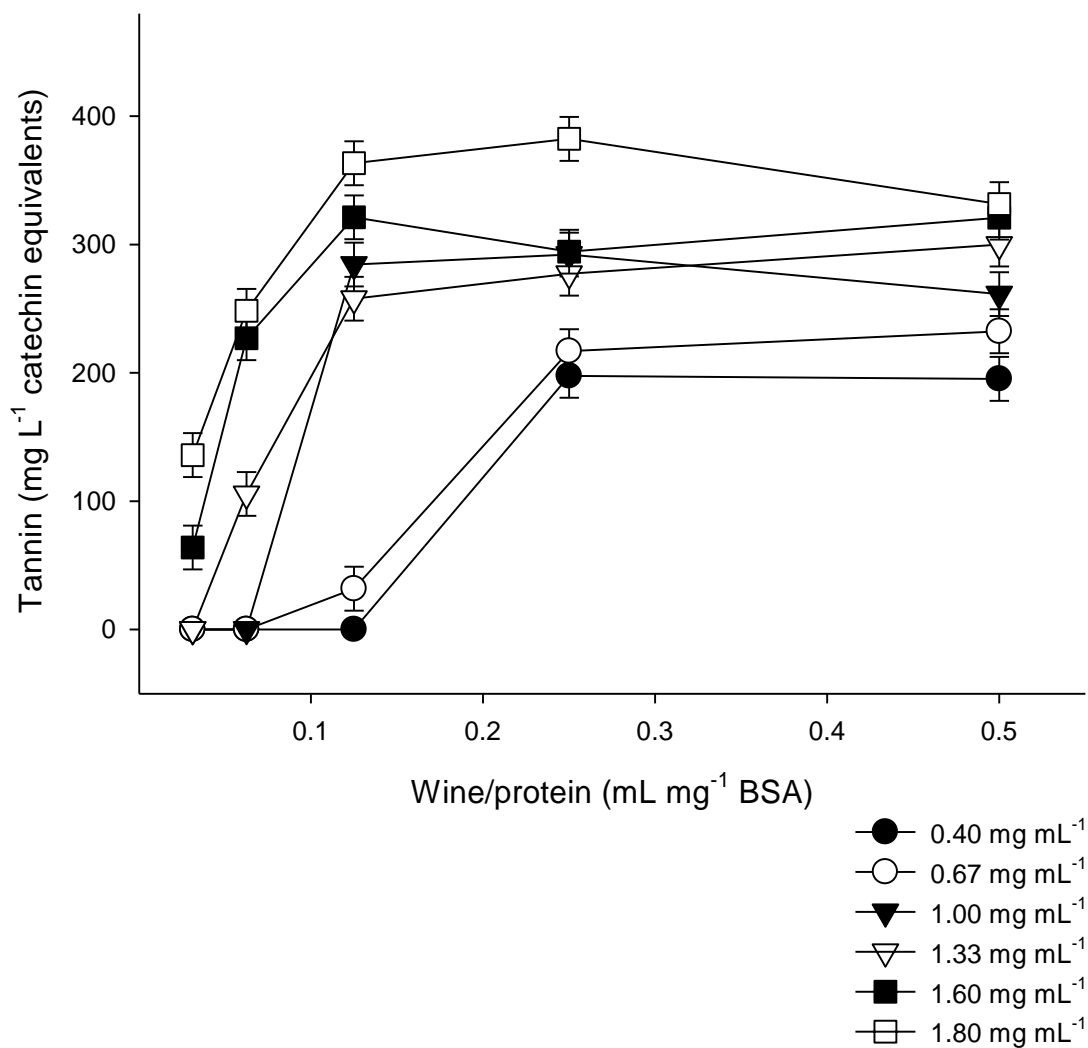 Tannin (mg L⁻¹ catechin equivalents)
400
300
200
100
0
0.1 0.2 0.3 0.4 0.5
Wine/protein (mL mg⁻¹ BSA)
0.40 mg mL⁻¹
0.67 mg mL⁻¹
1.00 mg mL⁻¹
1.33 mg mL⁻¹
1.60 mg mL⁻¹
1.80 mg mL⁻¹